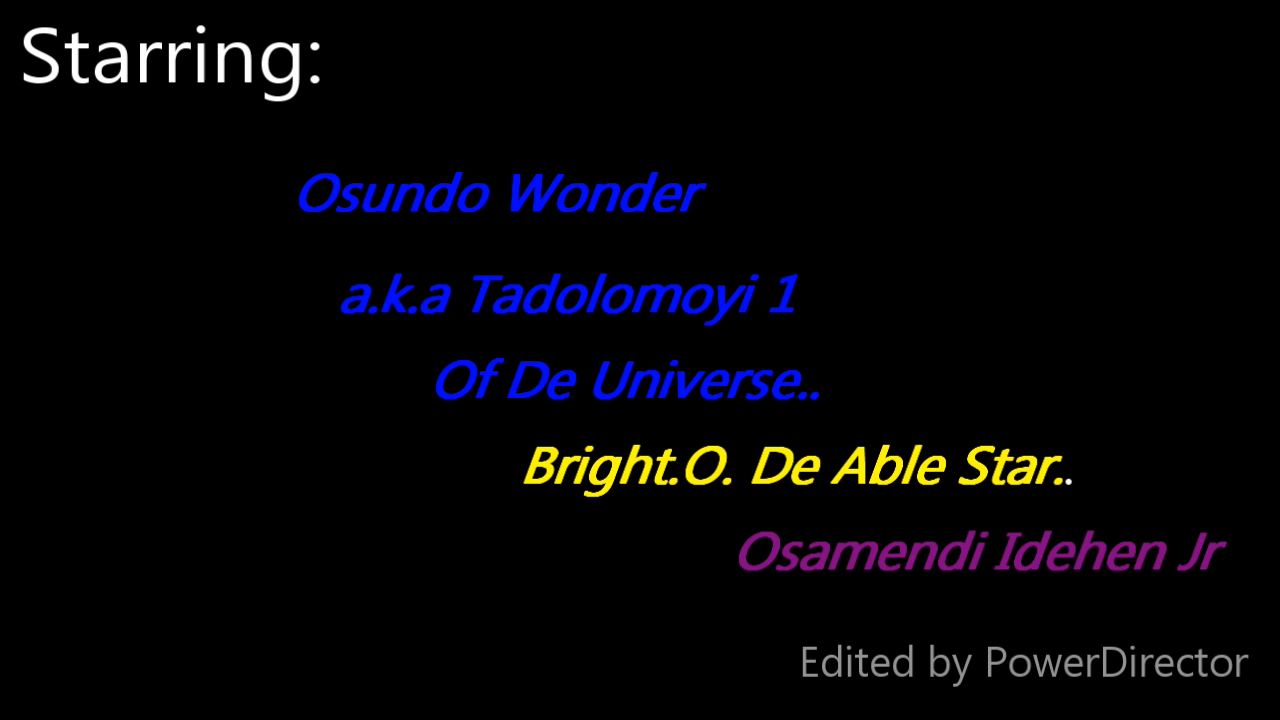 Starring:
Osundo Wonder
a.k.a Tadolomoyi 1
Of De Universe..
Bright.O. De Able Star..
Osamendi Idehen Jr
Edited by PowerDirector